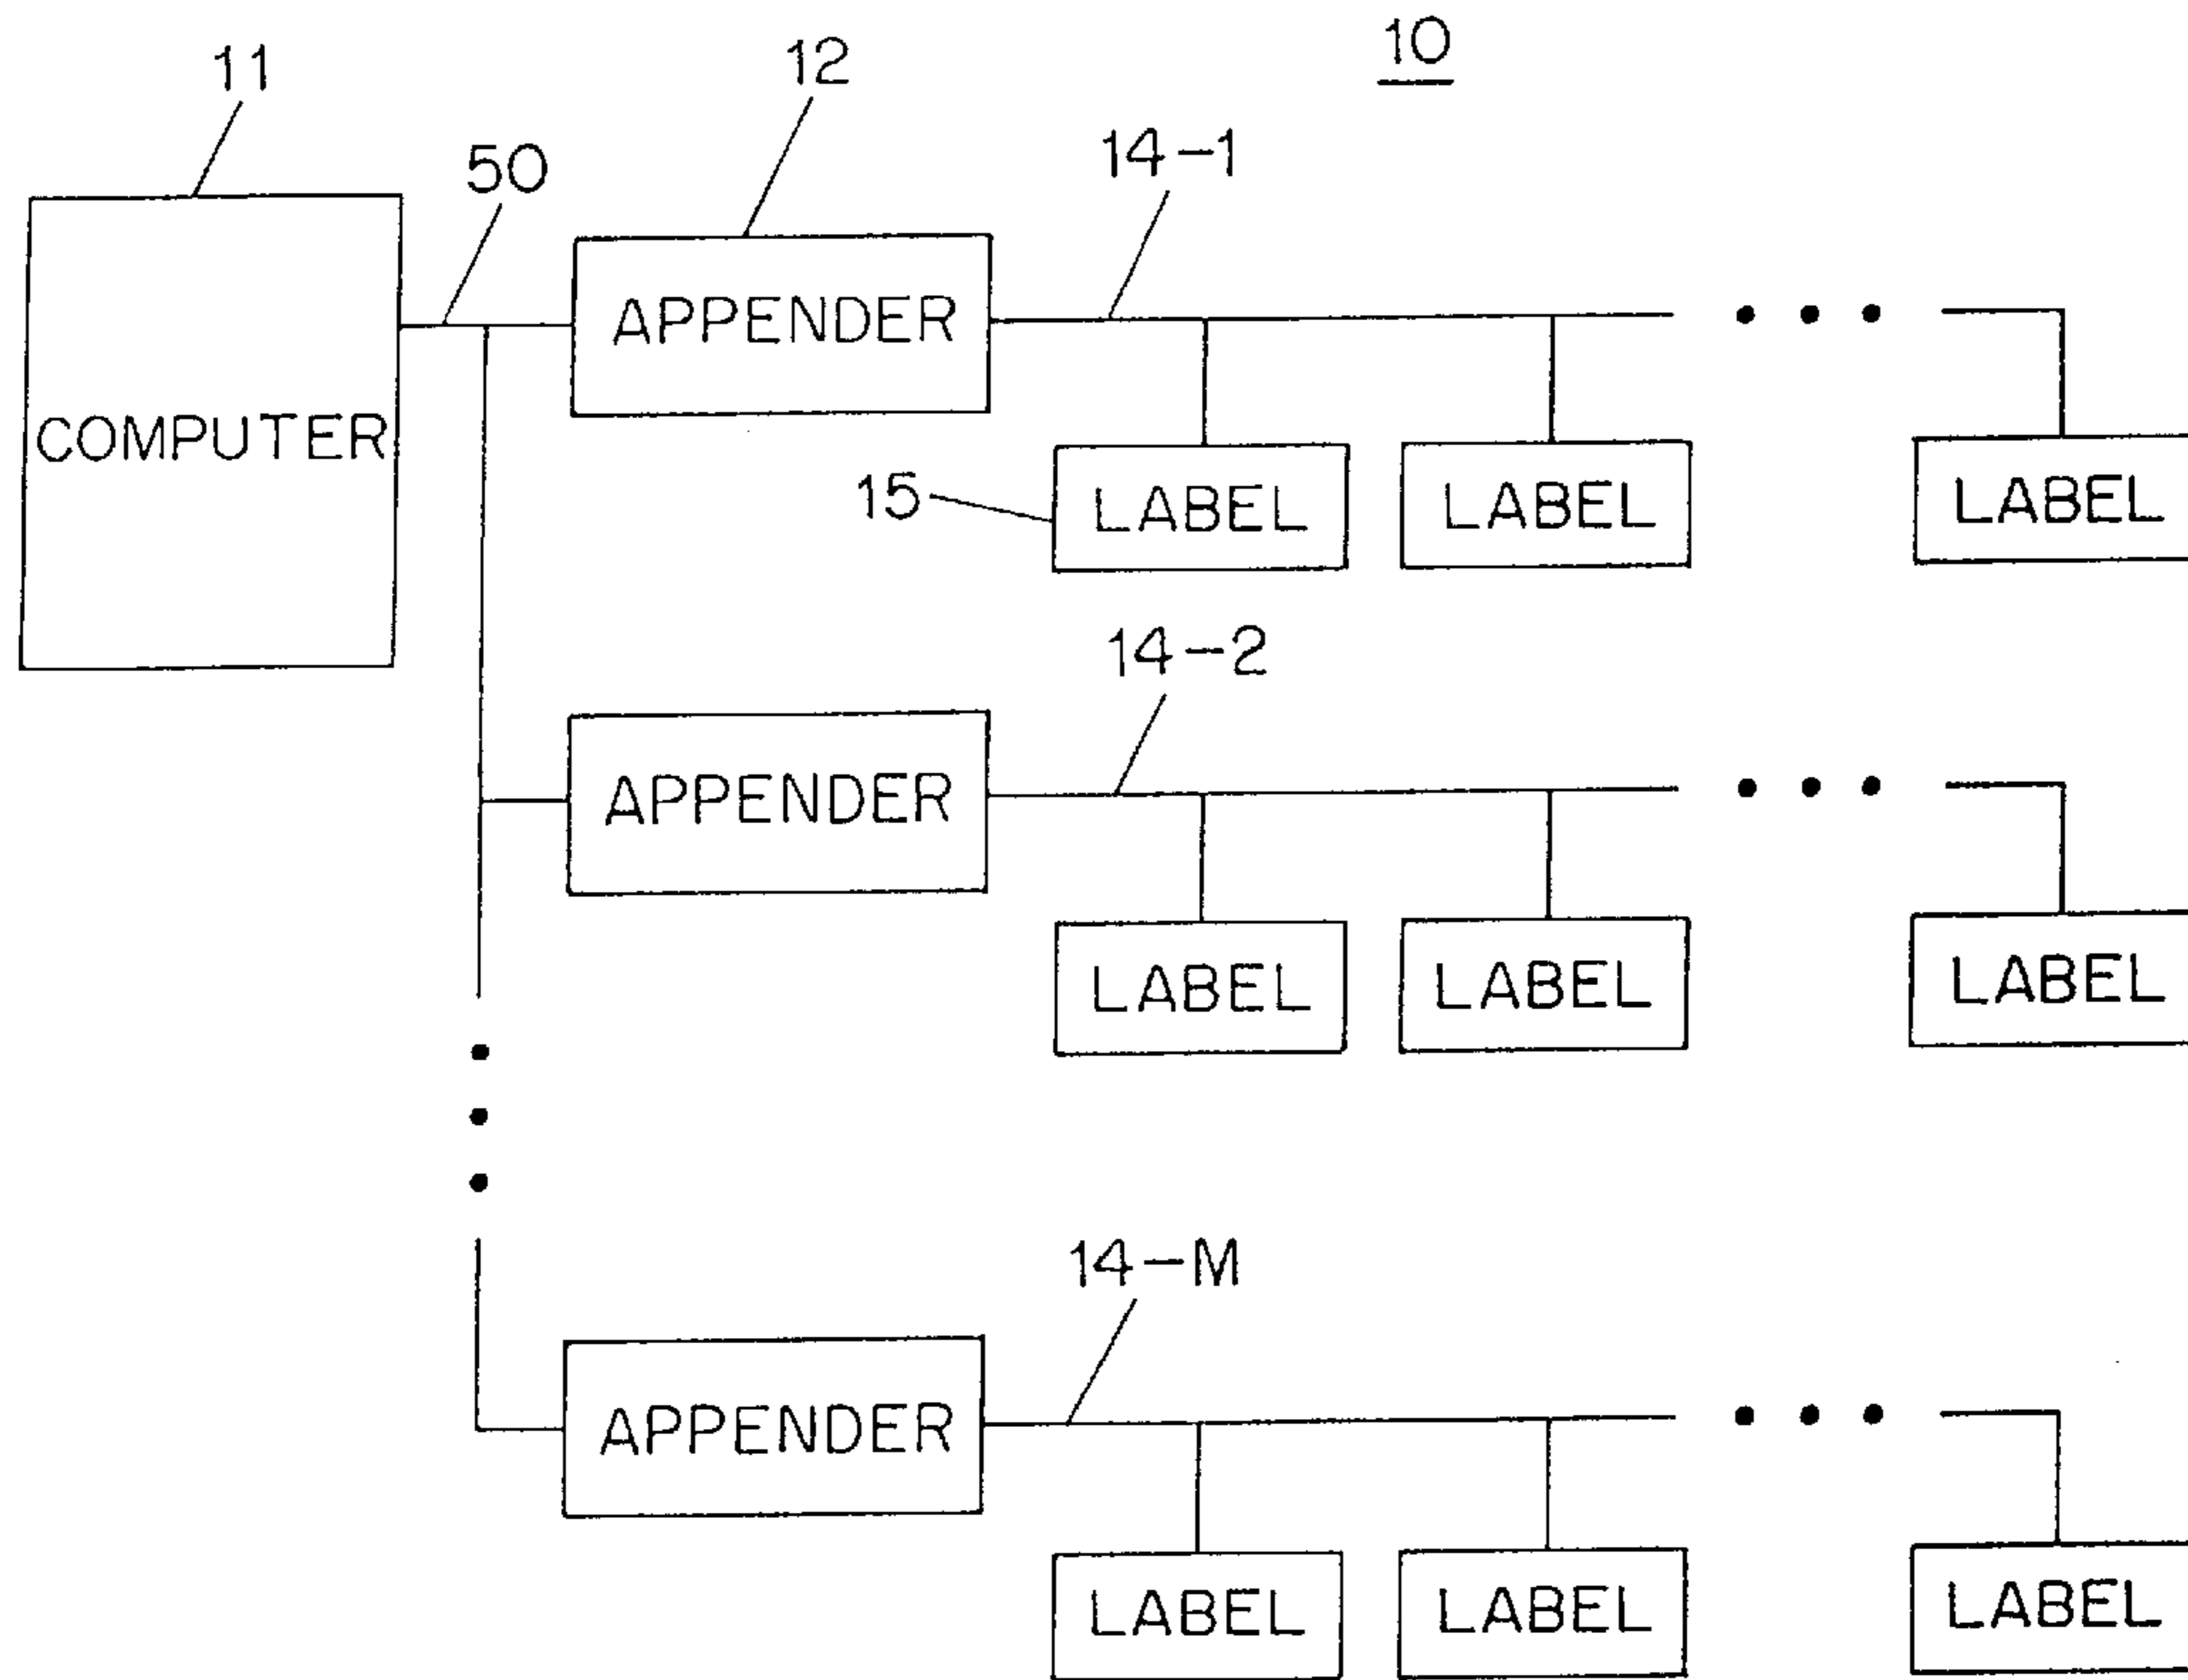 10
11
12
50
14-1
COMPUTER
APPENDER
15
LABEL
LABEL
LABEL
14-2
APPENDER
LABEL
LABEL
LABEL
14-M
APPENDER
LABEL
LABEL
LABEL